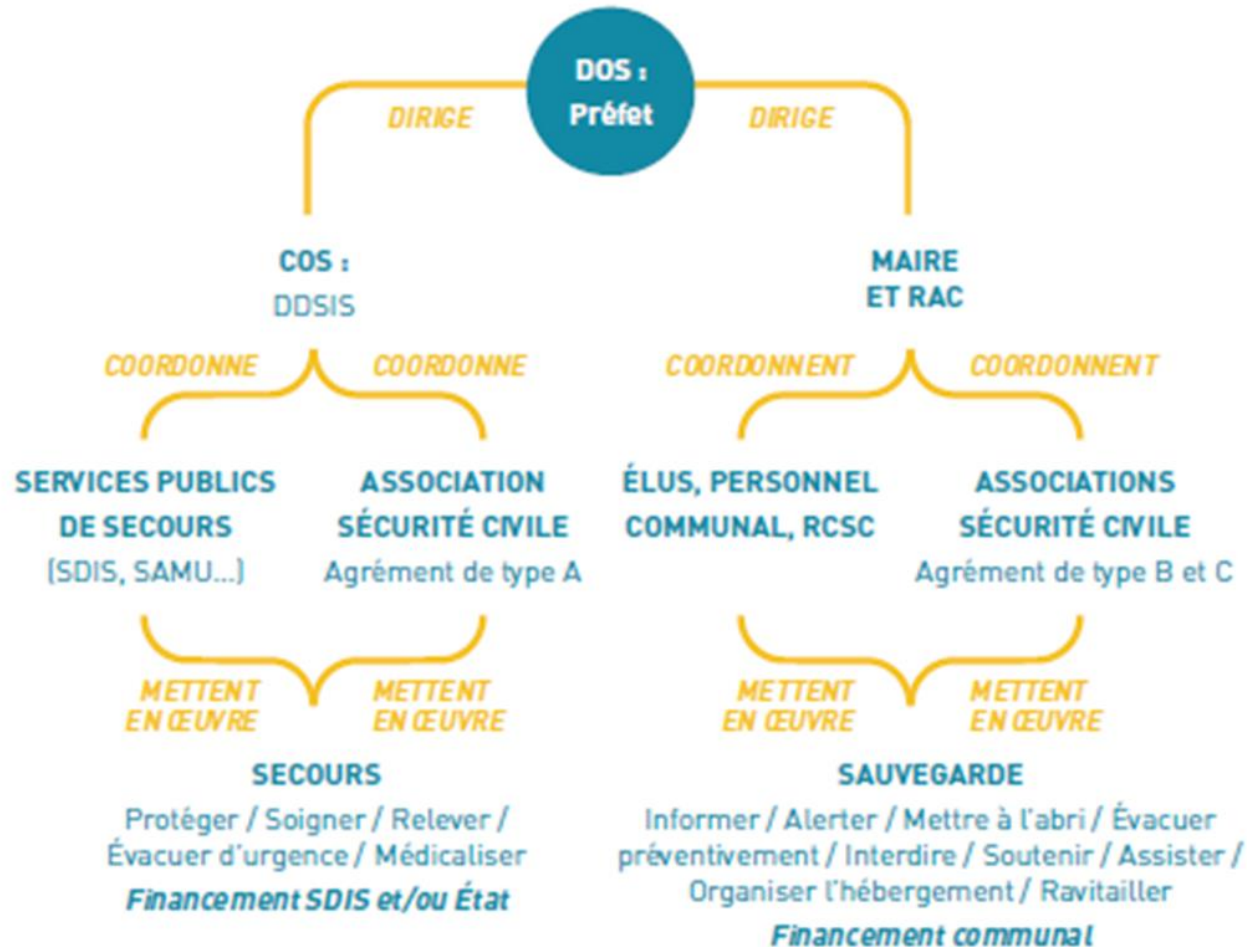 DOS :
Préfet
DIRIGE
DIRIGE
COS :
DDSIS
MAIRE
ET RAC
COORDONNE
COORDONNE
COORDONNENT
COORDONNENT
SERVICES PUBLICS
DE SECOURS
(SDIS, SAMU...)
ASSOCIATION
SÉCURITÉ CIVILE
Agrément de type A
ÉLUS, PERSONNEL
COMMUNAL, RCSC
ASSOCIATIONS
SÉCURITÉ CIVILE
Agrément de type B et C
METTENT
EN ŒUVRE
METTENT
EN ŒUVRE
METTENT
EN ŒUVRE
METTENT
EN ŒUVRE
SECOURS
Protéger / Soigner / Relever /
Évacuer d'urgence / Médicaliser
Financement SDIS et/ou État
SAUVEGARDE
Informer / Alerter / Mettre à l'abri / Évacuer
préventivement / Interdire / Soutenir / Assister /
Organiser l'hébergement / Ravitailler
Financement communal